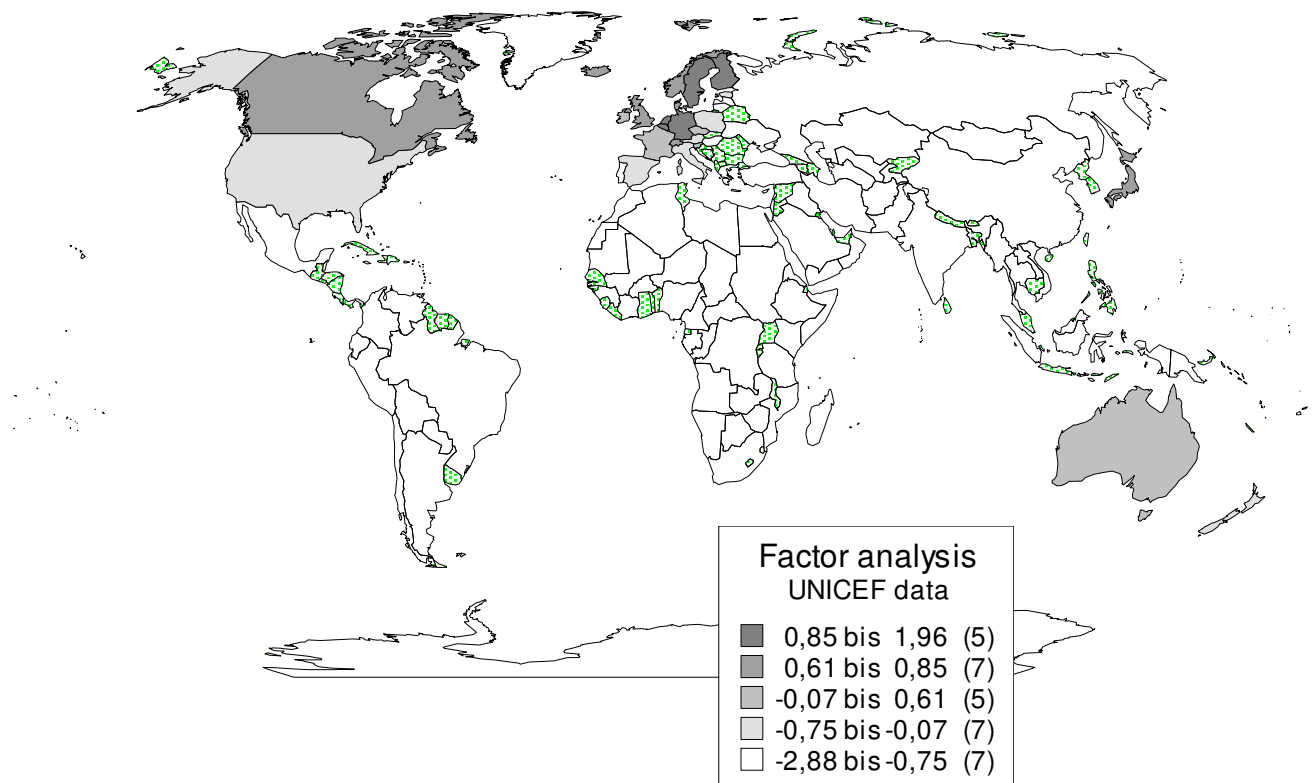 Factor analysis
UNICEF data
0,85 bis 1,96 (5)
0,61 bis 0,85 (7)
-0,07 bis 0,61 (5)
-0,75 bis -0,07 (7)
-2,88 bis -0,75 (7)